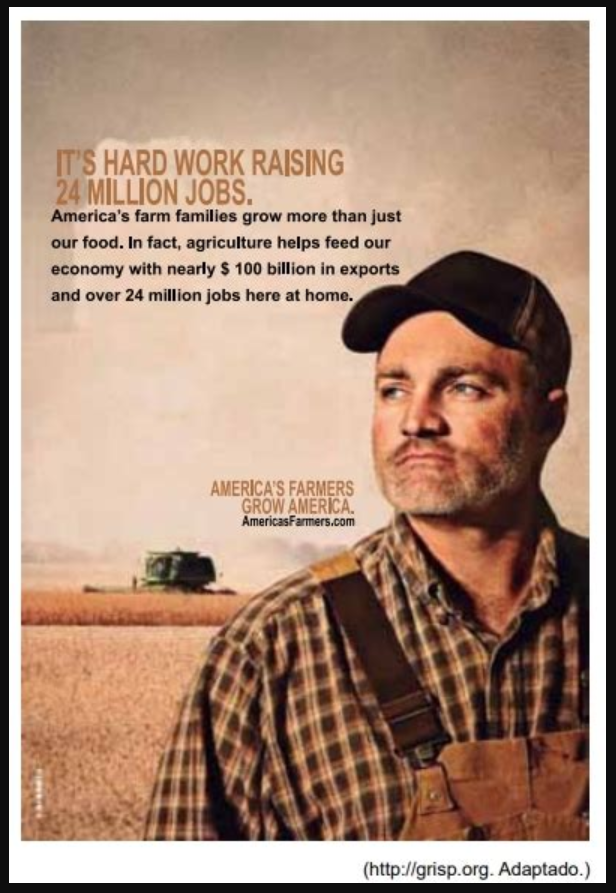 IT'S HARD WORK RAISING
24 MILLION JOBS.
America's farm families grow more than just
our food. In fact, agriculture helps feed our
economy with nearly $ 100 billion in exports
and over 24 million jobs here at home.
AMERICA'S FARMERS
GROW AMERICA.
AmericasFarmers.com
(http://grisp.org. Adaptado.)